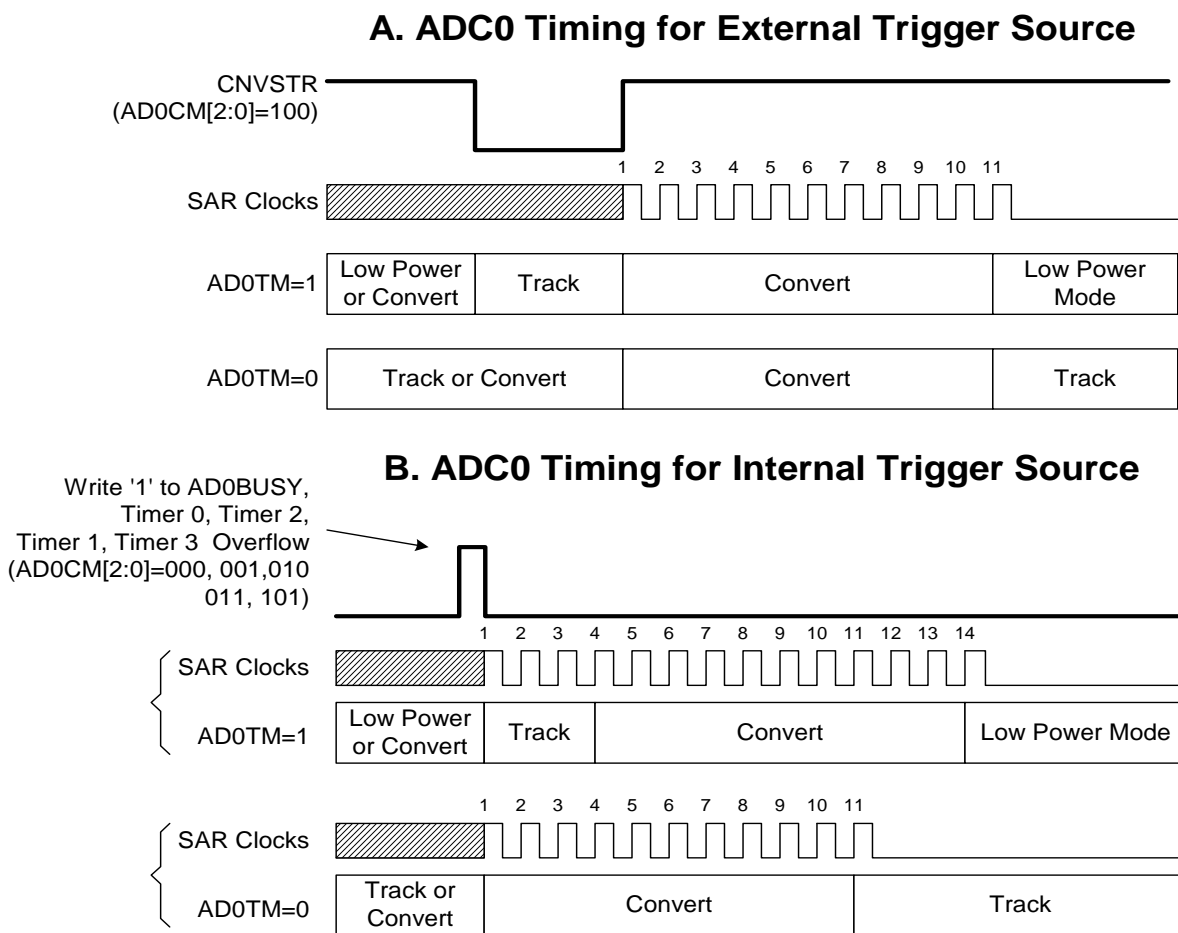 A. ADC0 Timing for External Trigger Source
CNVSTR
(AD0CM[2:0]=100)
1 2 3 4 5 6 7 8 9 10 11
SAR Clocks
AD0TM=1
Low Power
or Convert
Track
Convert
Low Power
Mode
AD0TM=0
Track or Convert
Convert
Track
B. ADC0 Timing for Internal Trigger Source
Write '1' to AD0BUSY,
Timer 0, Timer 2,
Timer 1, Timer 3 Overflow
(AD0CM[2:0]=000, 001,010
011, 101)
1 2 3 4 5 6 7 8 9 10 11 12 13 14
SAR Clocks
AD0TM=1
Low Power
or Convert
Track
Convert
Low Power Mode
1 2 3 4 5 6 7 8 9 10 11
SAR Clocks
AD0TM=0
Track or
Convert
Convert
Track